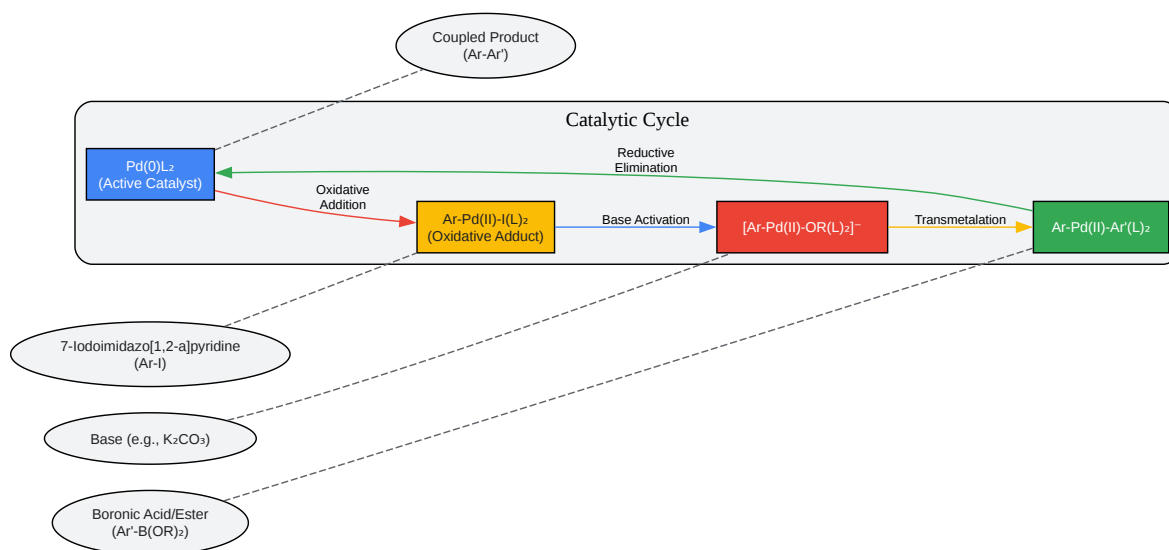 Coupled Product
(Ar-Ar')
Catalytic Cycle
Reductive
Elimination
Pd(0)L₂
(Active Catalyst)
Oxidative
Addition
Ar-Pd(II)-I(L)₂
(Oxidative Adduct)
Base Activation
[Ar-Pd(II)-OR(L)₂]⁻
Transmetalation
Ar-Pd(II)-Ar'(L)₂
7-Iodoimidazo[1,2-a]pyridine
(Ar-I)
Base (e.g., K₂CO₃)
Boronic Acid/Ester
(Ar'-B(OR)₂)